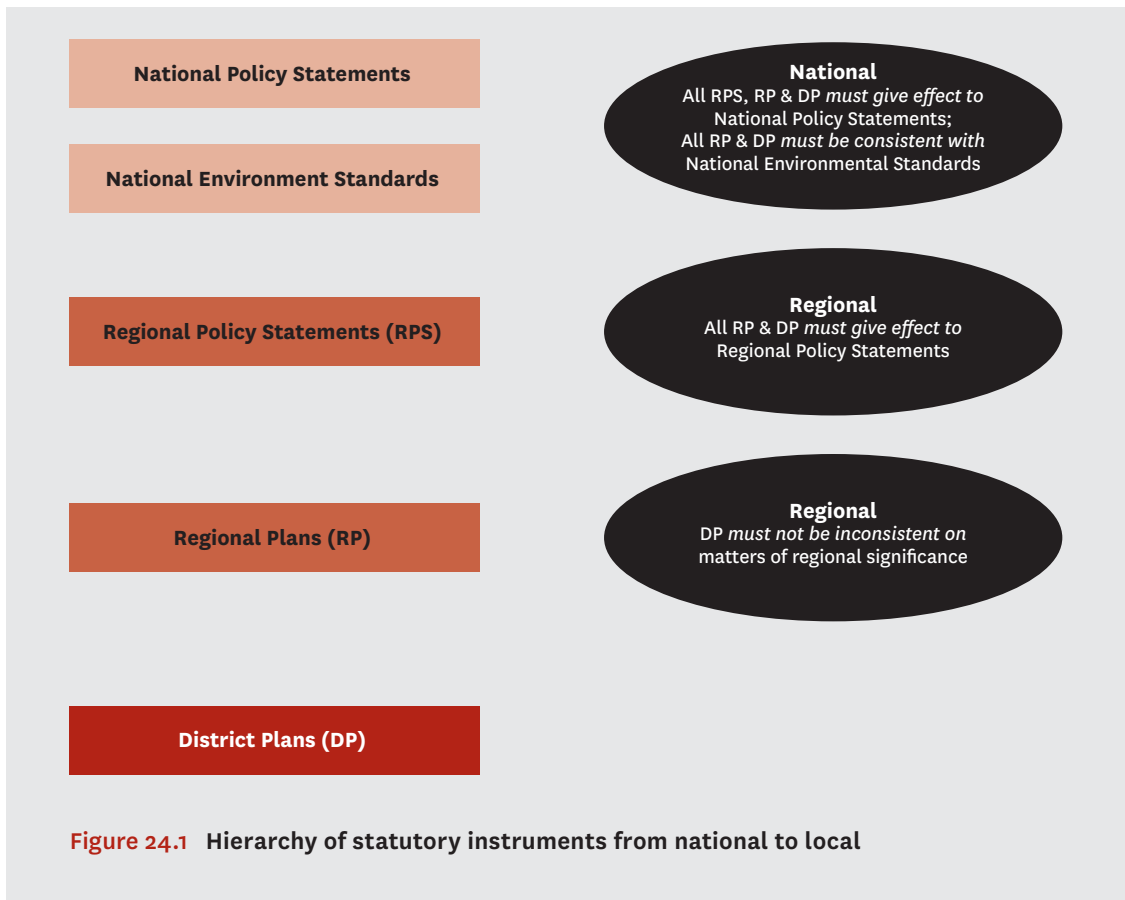 National Policy Statements
National Environment Standards
Regional Policy Statements (RPS)
Regional Plans (RP)
District Plans (DP)
National
All RPS, RP & DP must give effect to
National Policy Statements;
All RP & DP must be consistent with
National Environmental Standards
Regional
All RP & DP must give effect to
Regional Policy Statements
Regional
DP must not be inconsistent on
matters of regional significance
Figure 24.1 Hierarchy of statutory instruments from national to local